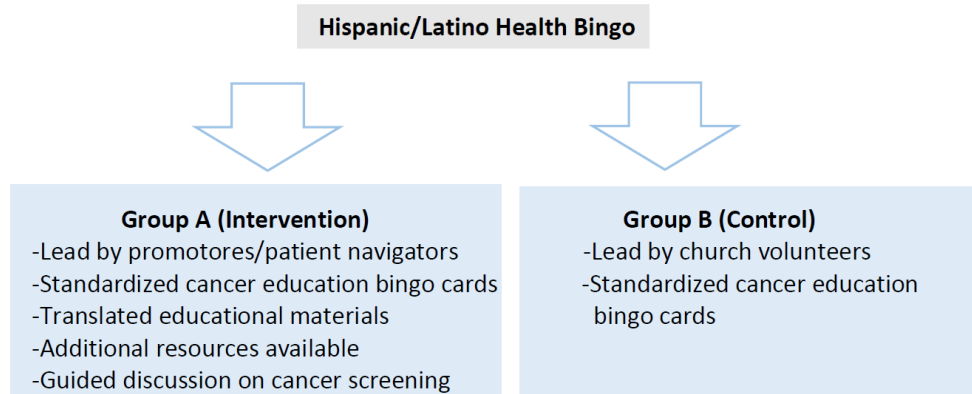 Hispanic/Latino Health Bingo
Group A (Intervention)
-Lead by promotores/patient navigators
-Standardized cancer education bingo cards
-Translated educational materials
-Additional resources available
-Guided discussion on cancer screening
Group B (Control)
-Lead by church volunteers
-Standardized cancer education
bingo cards